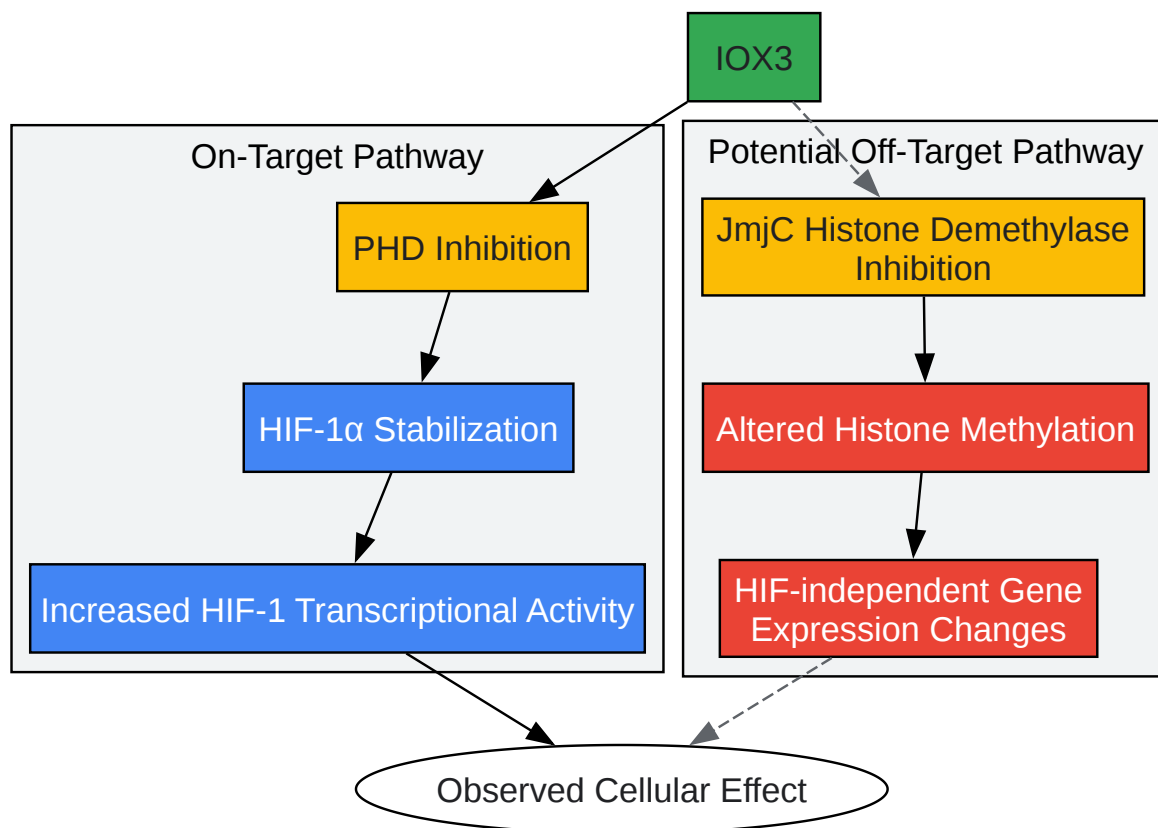 IOX3
On-Target Pathway
PHD Inhibition
HIF-1α Stabilization
Increased HIF-1 Transcriptional Activity
Potential Off-Target Pathway
JmjC Histone Demethylase
Inhibition
Altered Histone Methylation
HIF-independent Gene
Expression Changes
Observed Cellular Effect